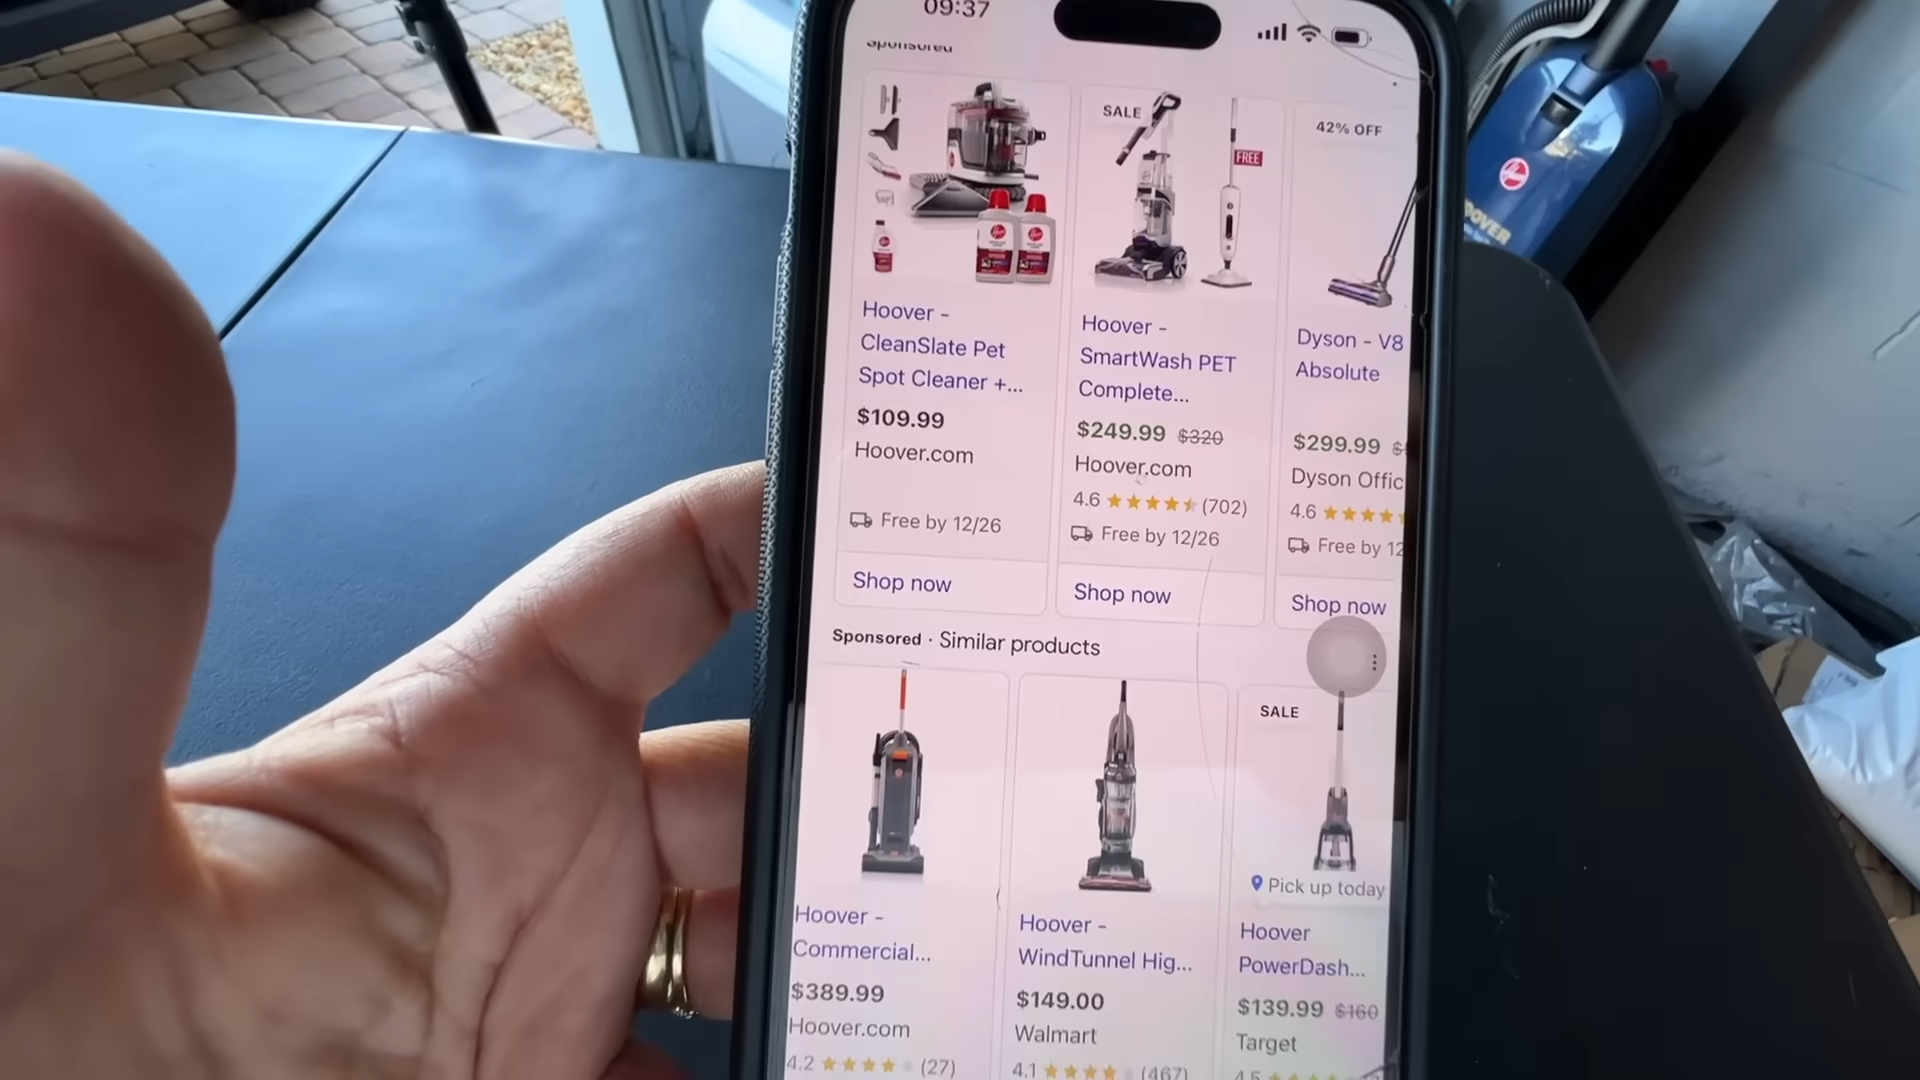 09:37
Sponsored
SALE
FREE
42% OFF
Hoover -
CleanSlate Pet
Spot Cleaner +...
$109.99
Hoover.com
Free by 12/26
Shop now
Hoover -
SmartWash PET
Complete...
$249.99 $320
Hoover.com
4.6 (702)
Free by 12/26
Shop now
Dyson - V8
Absolute
$299.99 $
Dyson Offic
4.6
Free by 12
Shop now
Sponsored · Similar products
Hoover -
Commercial...
$389.99
Hoover.com
4.2 (27)
Hoover -
WindTunnel Hig...
$149.00
Walmart
4.1 (467)
SALE
Pick up today
Hoover
PowerDash...
$139.99 $160
Target
4.5
HOOVER